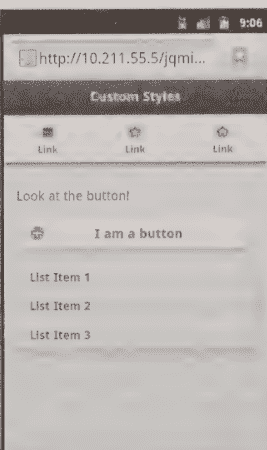 9:06
http://10.211.55.5/jqmi...
Custom Styles
Link Link Link
Look at the button!
I am a button
List Item 1
List Item 2
List Item 3